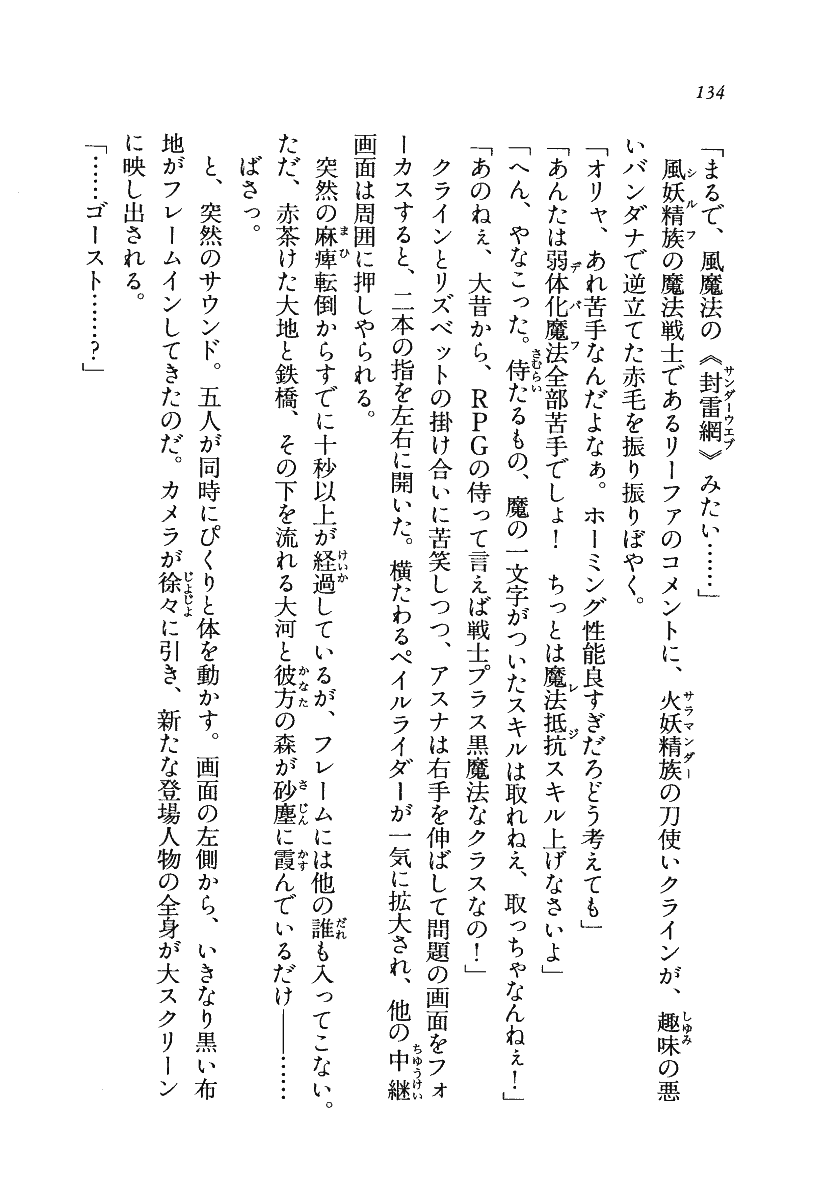 134
「まるで、風魔法の《封雷網》みたい……」
風妖精族の魔法戦士であるリーファのコメントに、火妖精族の刀使いクラインが、趣味の悪
いバンダナで逆立てた赤毛を振り振りぼやく。
「オリャ、あれ苦手なんだよなぁ。ホーミング性能良すぎだろどう考えても」
「あんたは弱体化魔法全部苦手でしょ！　ちっとは魔法抵抗スキル上げなさいよ」
「へん、やなこった。侍たるもの、魔の一文字がついたスキルは取れねえ、取っちゃなんねぇ！」
「あのねぇ、大昔から、RPGの侍って言えば戦士プラス黒魔法なクラスなの！」
クラインとリズベットの掛け合いに苦笑しつつ、アスナは右手を伸ばして問題の画面をフォ
ーカスすると、二本の指を左右に開いた。横たわるペイルライダーが一気に拡大され、他の中継
画面は周囲に押しやられる。
突然の麻痺転倒からすでに十秒以上が経過しているが、フレームには他の誰も入ってこない。
ただ、赤茶けた大地と鉄橋、その下を流れる大河と彼方の森が砂塵に霞んでいるだけ――……
ばさっ。
と、突然のサウンド。五人が同時にぴくりと体を動かす。画面の左側から、いきなり黒い布
地がフレームインしてきたのだ。カメラが徐々に引き、新たな登場人物の全身が大スクリーン
に映し出される。
「……ゴースト……？」